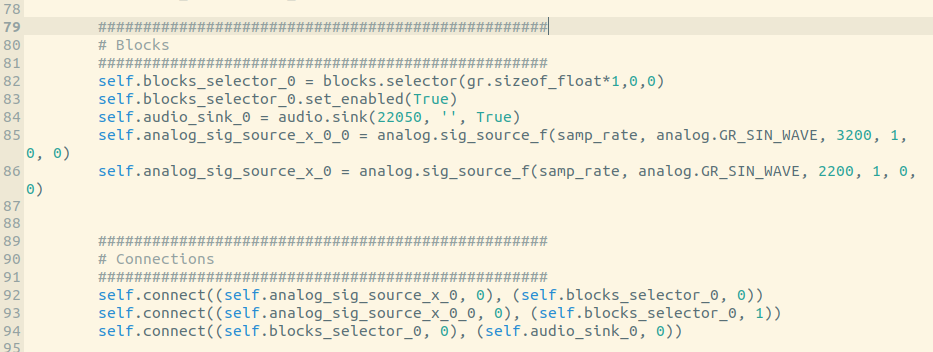 78
79 ##################################################
80 # Blocks
81 ##################################################
82 self.blocks_selector_0 = blocks.selector(gr.sizeof_float*1,0,0)
83 self.blocks_selector_0.set_enabled(True)
84 self.audio_sink_0 = audio.sink(22050, '', True)
85 self.analog_sig_source_x_0_0 = analog.sig_source_f(samp_rate, analog.GR_SIN_WAVE, 3200, 1,
0, 0)
86 self.analog_sig_source_x_0 = analog.sig_source_f(samp_rate, analog.GR_SIN_WAVE, 2200, 1, 0,
0)
87
88
89 ##################################################
90 # Connections
91 ##################################################
92 self.connect((self.analog_sig_source_x_0, 0), (self.blocks_selector_0, 0))
93 self.connect((self.analog_sig_source_x_0_0, 0), (self.blocks_selector_0, 1))
94 self.connect((self.blocks_selector_0, 0), (self.audio_sink_0, 0))
95